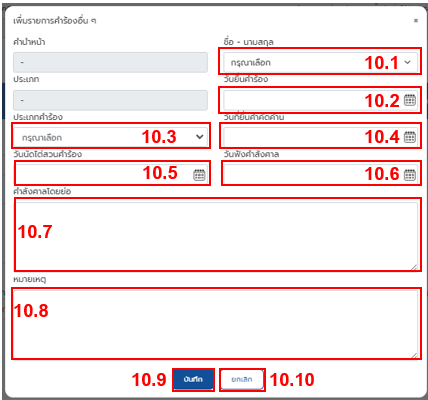 เพิ่มรายการคำร้องอื่น ๆ ×
คำนำหน้า ชื่อ - นามสกุล
- กรุณาเลือก 10.1
ประเภท วันยื่นคำร้อง
- 10.2
ประเภทคำร้อง วันที่ยื่นคำคัดค้าน
กรุณาเลือก 10.3 10.4
วันนัดไต่สวนคำร้อง วันฟังคำสั่งศาล
10.5 10.6
คำสั่งศาลโดยย่อ
10.7
หมายเหตุ
10.8
10.9 บันทึก ยกเลิก 10.10